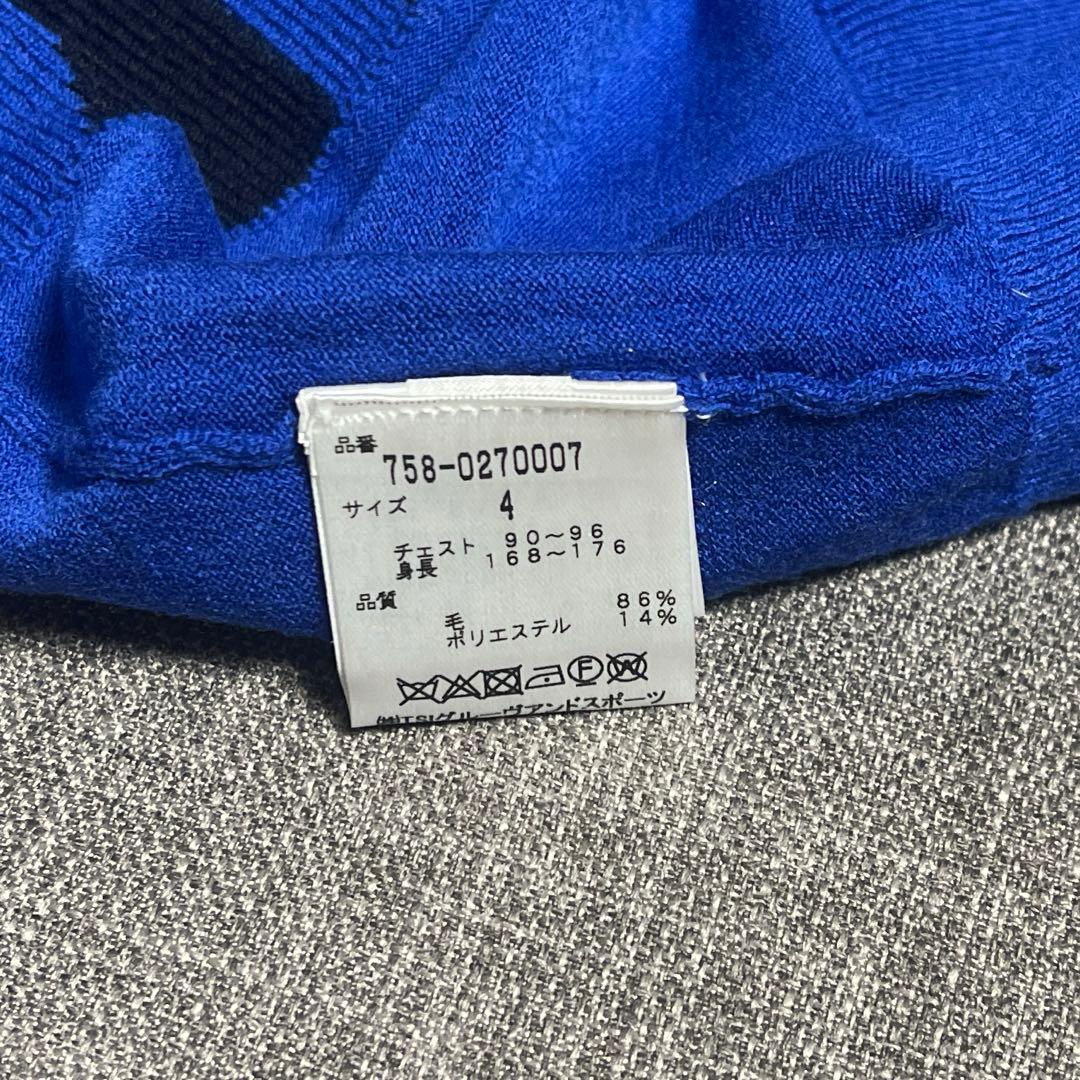 品番 758-0270007
サイズ 4
チェスト 90〜96
身長 168〜176
品質
毛 86%
ポリエステル 14%
F W
㈱TSIグルーヴアンドスポーツ